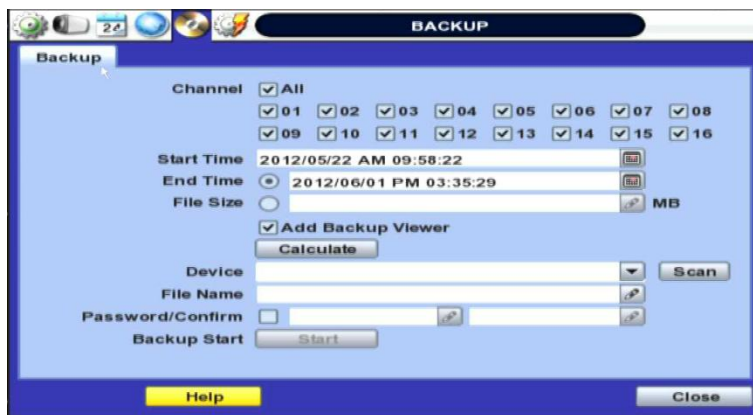 24 BACKUP
Backup
Channel All
01 02 03 04 05 06 07 08
09 10 11 12 13 14 15 16
Start Time 2012/05/22 AM 09:58:22
End Time 2012/06/01 PM 03:35:29
File Size MB
Add Backup Viewer
Calculate
Device Scan
File Name
Password/Confirm
Backup Start Start
Help Close